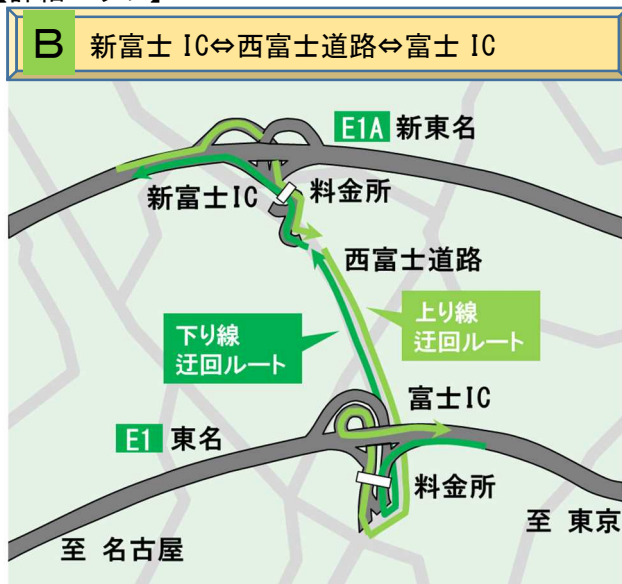 B 新富士 IC⇔西富士道路⇔富士 IC
E1A 新東名
新富士IC
料金所
西富士道路
上り線
迂回ルート
下り線
迂回ルート
富士IC
E1 東名
料金所
至 東京
至 名古屋